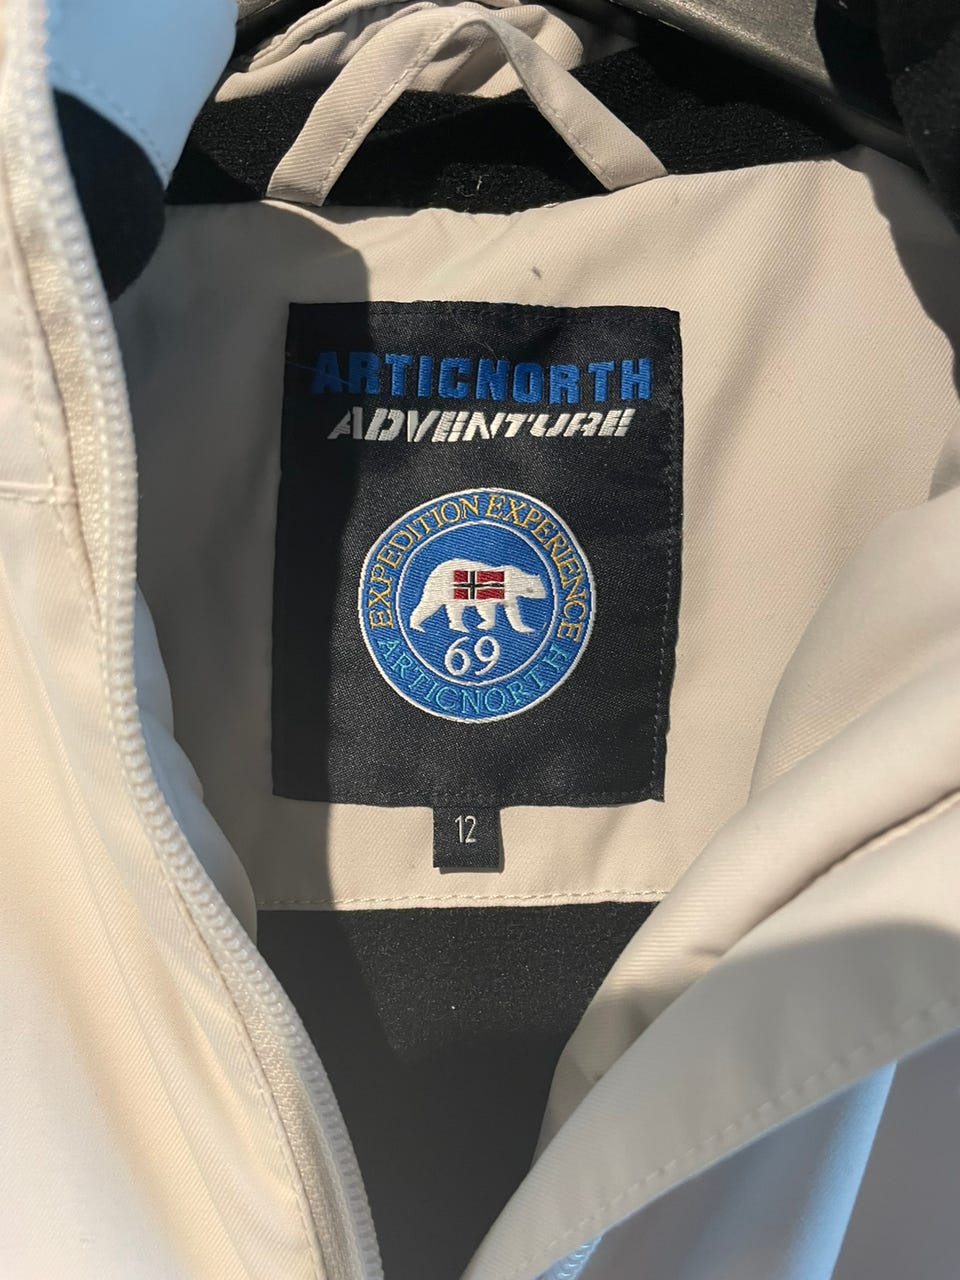 ARTICNORTH
ADVENTURE
EXPEDITION EXPERIENCE
69
ARTICNORTH
12